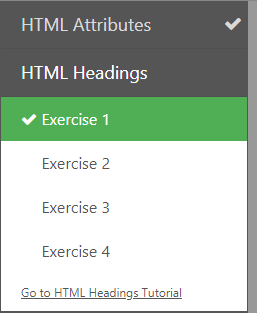 HTML Attributes
HTML Headings
Exercise 1
Exercise 2
Exercise 3
Exercise 4
Go to HTML Headings Tutorial